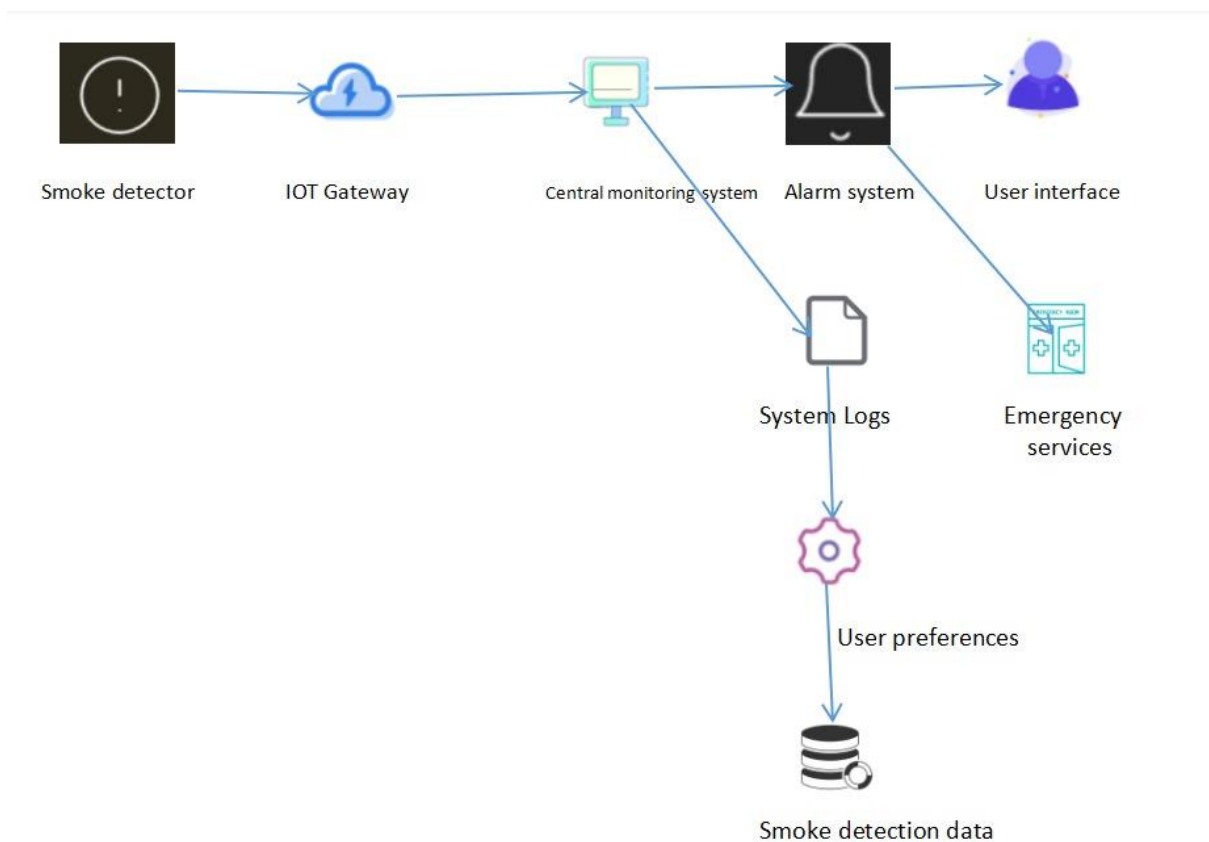 Smoke detector
IOT Gateway
Central monitoring system
Alarm system
User interface
System Logs
Emergency
services
User preferences
Smoke detection data